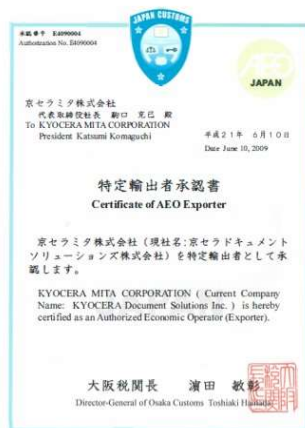 JAPAN CUSTOMS
承認番号 E4090004
Authorization No. E4090004
AEO
JAPAN
京セラミタ株式会社
代表取締役社長 駒口 克己 殿
To KYOCERA MITA CORPORATION
President Katsumi Komaguchi
平成21年 6月10日
Date June 10, 2009
特定輸出者承認書
Certificate of AEO Exporter
京セラミタ株式会社(現社名:京セラドキュメント
ソリューションズ株式会社)を特定輸出者として承
認します。
KYOCERA MITA CORPORATION ( Current Company
Name: KYOCERA Document Solutions Inc. ) is hereby
certified as an Authorized Economic Operator (Exporter).
大阪税関長 濵田 敏彰
Director-General of Osaka Customs Toshiaki Hamada